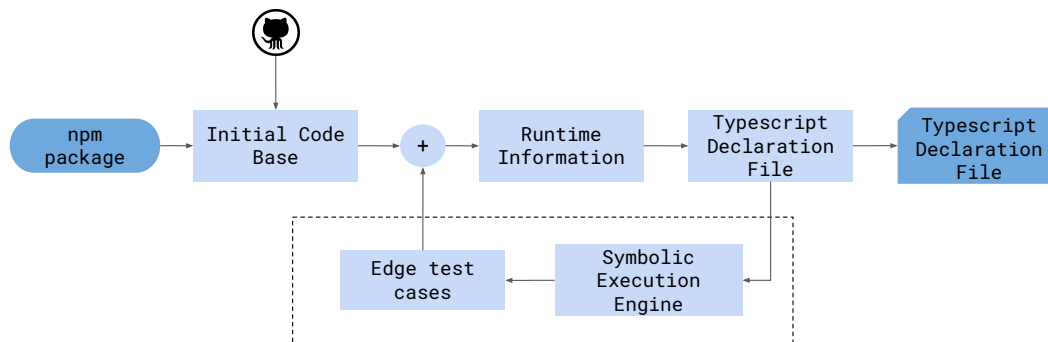 npm
package
Initial Code
Base
+
Runtime
Information
Typescript
Declaration
File
Typescript
Declaration
File
Edge test
cases
Symbolic
Execution
Engine